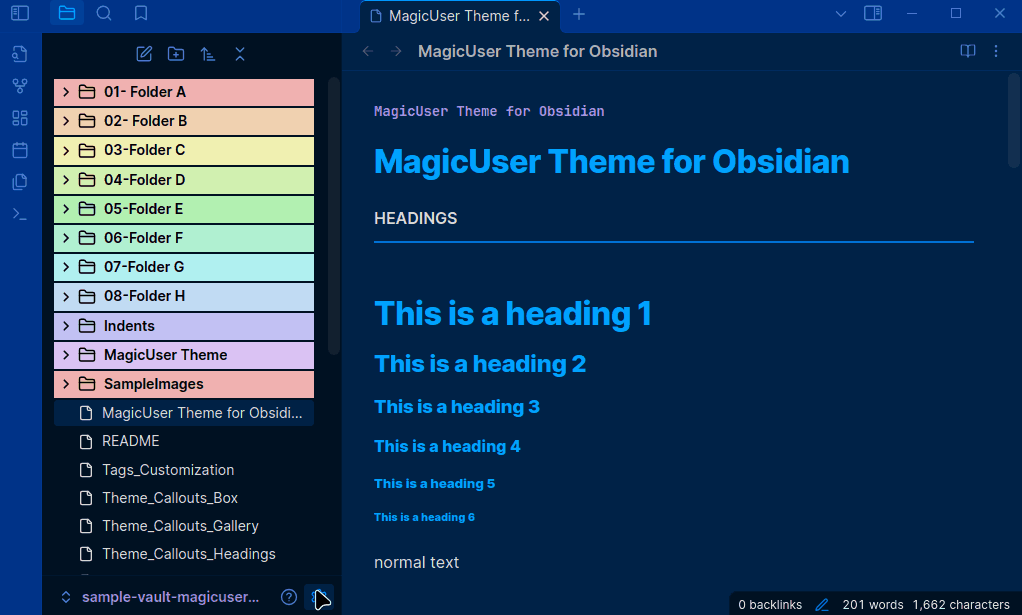 MagicUser Theme f...
MagicUser Theme for Obsidian
01- Folder A
02- Folder B
03-Folder C
04-Folder D
05-Folder E
06-Folder F
07-Folder G
08-Folder H
Indents
MagicUser Theme
SampleImages
MagicUser Theme for Obsidi...
README
Tags_Customization
Theme_Callouts_Box
Theme_Callouts_Gallery
Theme_Callouts_Headings
sample-vault-magicuser...
MagicUser Theme for Obsidian
MagicUser Theme for Obsidian
HEADINGS
This is a heading 1
This is a heading 2
This is a heading 3
This is a heading 4
This is a heading 5
This is a heading 6
normal text
0 backlinks 201 words 1,662 characters